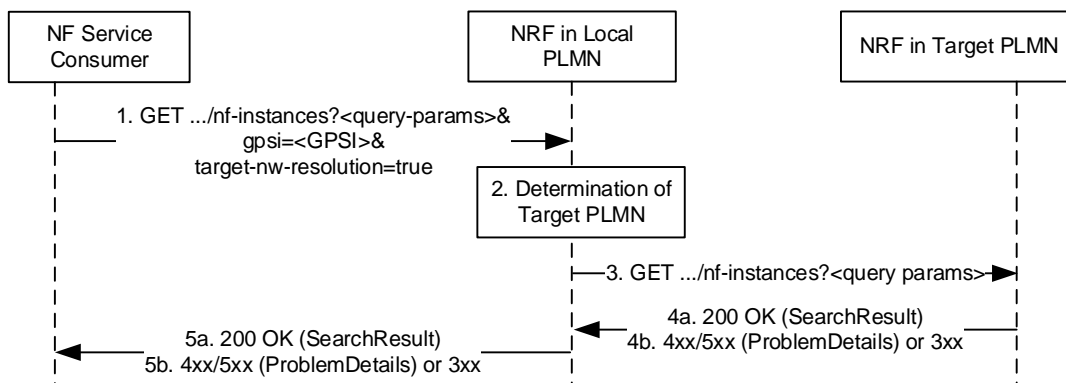 NF Service
Consumer
NRF in Local
PLMN
NRF in Target PLMN
1. GET .../nf-instances?<query-params>&
gpsi=<GPSI>&
target-nw-resolution=true
2. Determination of
Target PLMN
3. GET .../nf-instances?<query params>
4a. 200 OK (SearchResult)
4b. 4xx/5xx (ProblemDetails) or 3xx
5a. 200 OK (SearchResult)
5b. 4xx/5xx (ProblemDetails) or 3xx